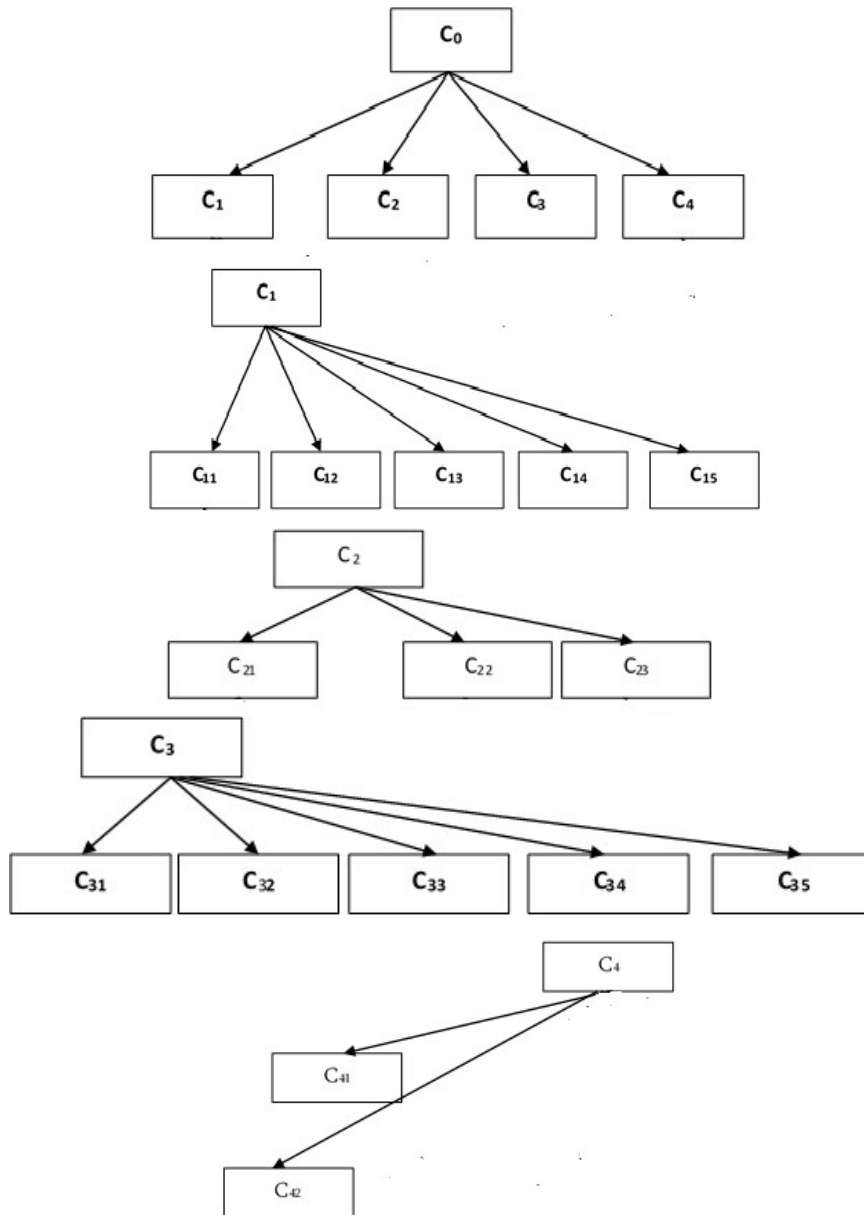 C₀
C₁ C₂ C₃ C₄
C₁
C₁₁ C₁₂ C₁₃ C₁₄ C₁₅
C₂
C₂₁ C₂₂ C₂₃
C₃
C₃₁ C₃₂ C₃₃ C₃₄ C₃₅
C₄
C₄₁
C₄₂